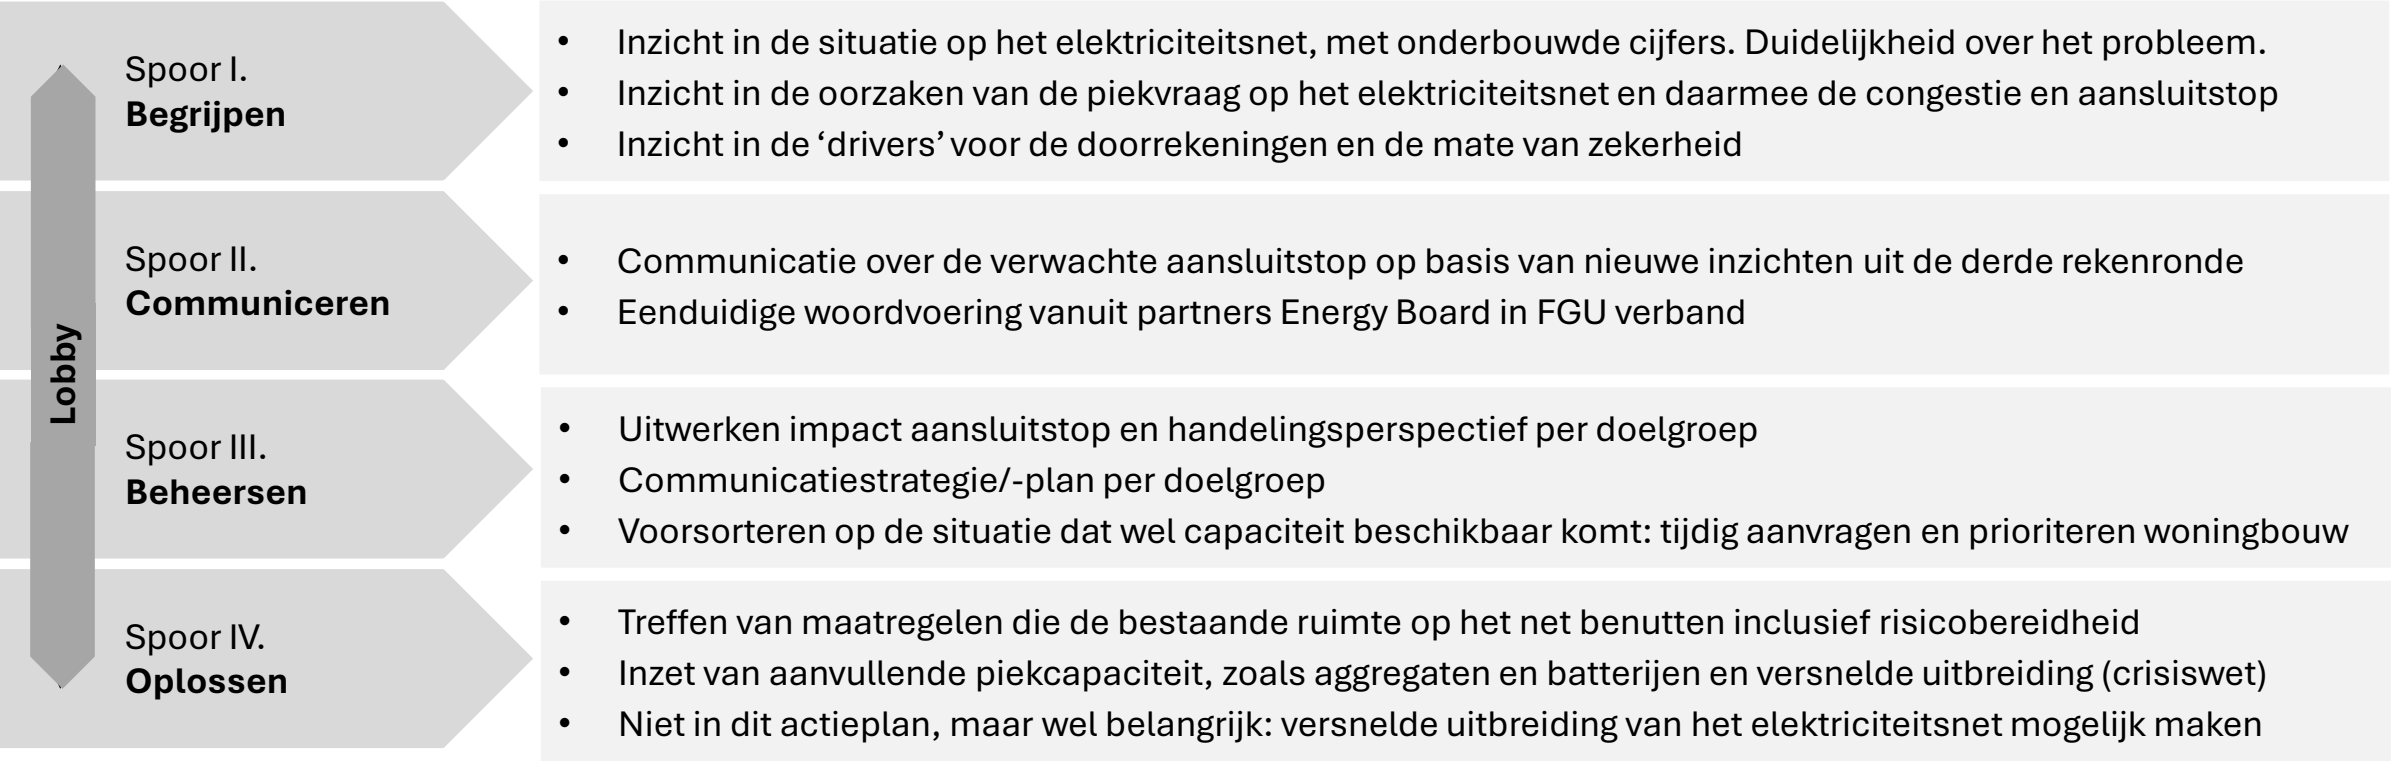 Lobby
Spoor I.
Begrijpen
• Inzicht in de situatie op het elektriciteitsnet, met onderbouwde cijfers. Duidelijkheid over het probleem.
• Inzicht in de oorzaken van de piekvraag op het elektriciteitsnet en daarmee de congestie en aansluitstop
• Inzicht in de ‘drivers’ voor de doorrekeningen en de mate van zekerheid
Spoor II.
Communiceren
• Communicatie over de verwachte aansluitstop op basis van nieuwe inzichten uit de derde rekenronde
• Eenduidige woordvoering vanuit partners Energy Board in FGU verband
Spoor III.
Beheersen
• Uitwerken impact aansluitstop en handelingsperspectief per doelgroep
• Communicatiestrategie/-plan per doelgroep
• Voorsorteren op de situatie dat wel capaciteit beschikbaar komt: tijdig aanvragen en prioriteren woningbouw
Spoor IV.
Oplossen
• Treffen van maatregelen die de bestaande ruimte op het net benutten inclusief risicobereidheid
• Inzet van aanvullende piekcapaciteit, zoals aggregaten en batterijen en versnelde uitbreiding (crisiswet)
• Niet in dit actieplan, maar wel belangrijk: versnelde uitbreiding van het elektriciteitsnet mogelijk maken